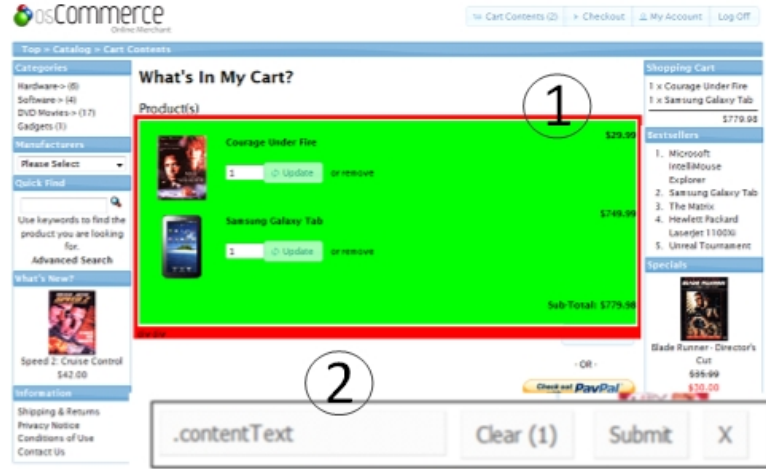 osCommerce
Online Merchant
Cart Contents (2) Checkout My Account Log Off
Top » Catalog » Cart Contents
Categories
Hardware-> (6)
Software-> (4)
DVD Movies-> (17)
Gadgets (1)
Manufacturers
Please Select
Quick Find
Use keywords to find the
product you are looking
for.
Advanced Search
What's New?
Speed 2: Cruise Control
$42.00
Information
Shipping & Returns
Privacy Notice
Conditions of Use
Contact Us
What's In My Cart?
Product(s)
1
Courage Under Fire
$29.99
1 Update or remove
Samsung Galaxy Tab
$749.99
1 Update or remove
Sub-Total: $779.98
- OR -
Check out PayPal
2
.contentText Clear (1) Submit X
Shopping Cart
1 x Courage Under Fire
1 x Samsung Galaxy Tab
$779.98
Bestsellers
1. Microsoft
IntelliMouse
Explorer
2. Samsung Galaxy Tab
3. The Matrix
4. Hewlett Packard
LaserJet 1100Xi
5. Unreal Tournament
Specials
Blade Runner - Director's
Cut
$35.99
$30.00